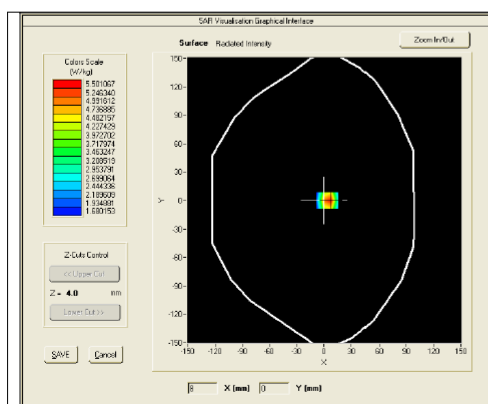 SAR Visualisation Graphical Interface
Surface Radiated Intensity
Zoom In/Out
Colors Scale
(W/kg)
5.501067
5.246340
4.991612
4.736885
4.482157
4.227429
3.972702
3.717974
3.463247
3.208519
2.953791
2.699064
2.444336
2.189609
1.934881
1.680153
Z-Cuts Control
<< Upper Cut
Z = 4.0 mm
Lower Cut >>
SAVE Cancel
150
120
90
60
30
0
-30
-60
-90
-120
-150
Y
-150 -120 -90 -60 -30 0 30 60 90 120 150
X
8 X (mm) 0 Y (mm)